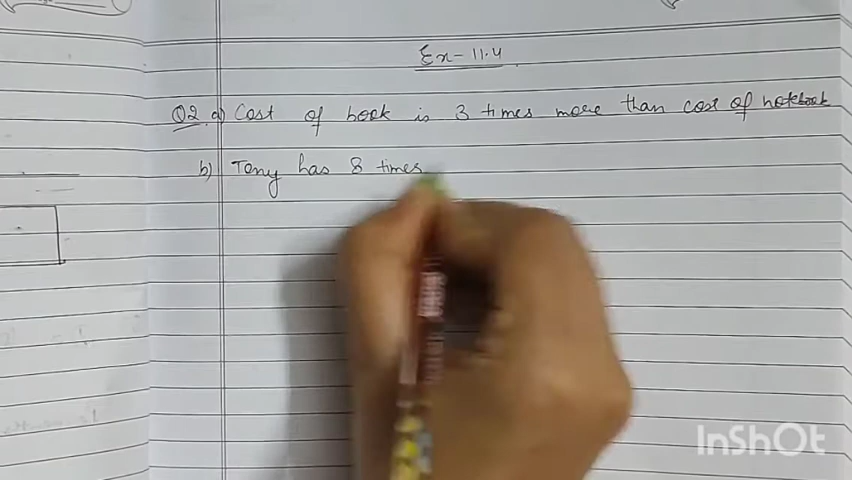 Ex-11.4
Q2 a) Cost of book is 3 times more than cost of notebook
b) Tony has 8 times
InShOt